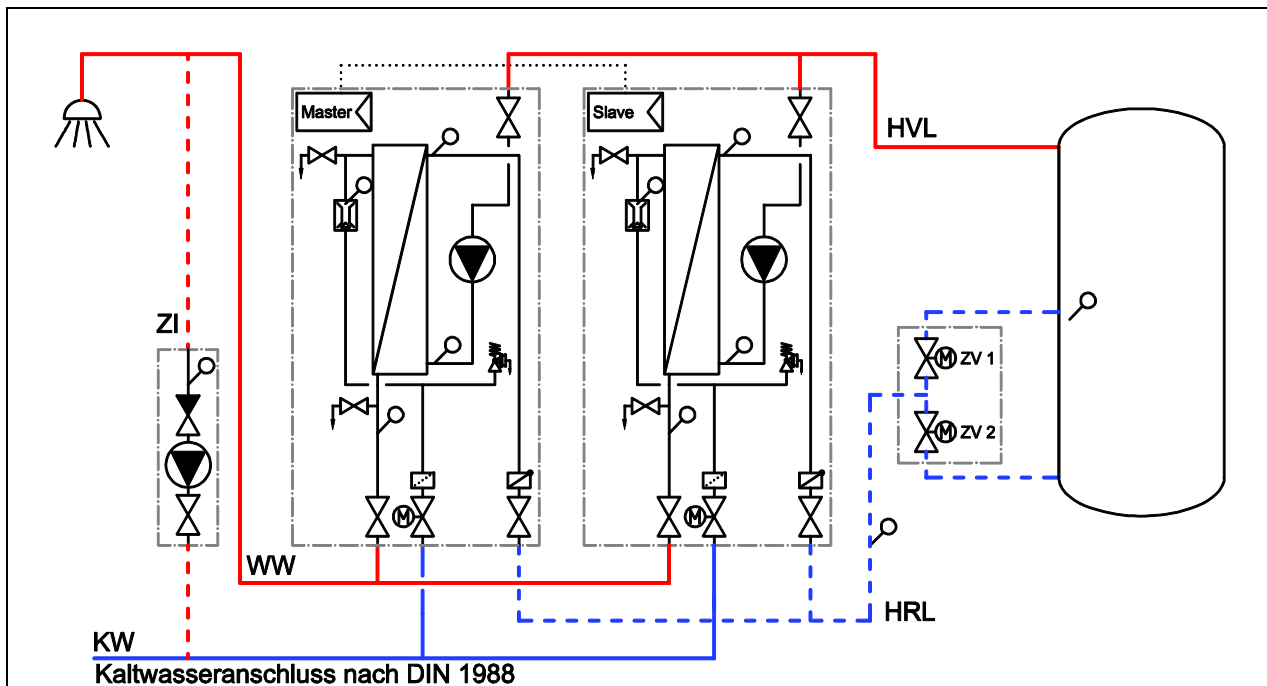 Master
Slave
HVL
ZI
M ZV 1
M ZV 2
M
M
WW
HRL
KW
Kaltwasseranschluss nach DIN 1988